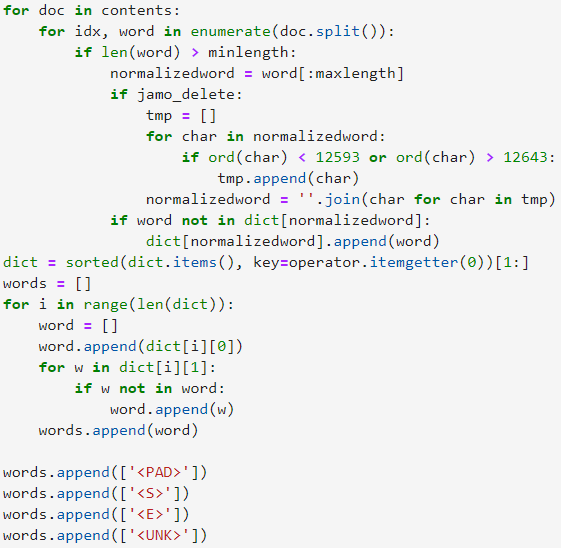 for doc in contents:
    for idx, word in enumerate(doc.split()):
        if len(word) > minlength:
            normalizedword = word[:maxlength]
            if jamo_delete:
                tmp = []
                for char in normalizedword:
                    if ord(char) < 12593 or ord(char) > 12643:
                        tmp.append(char)
                normalizedword = ''.join(char for char in tmp)
            if word not in dict[normalizedword]:
                dict[normalizedword].append(word)
dict = sorted(dict.items(), key=operator.itemgetter(0))[1:]
words = []
for i in range(len(dict)):
    word = []
    word.append(dict[i][0])
    for w in dict[i][1]:
        if w not in word:
            word.append(w)
    words.append(word)

words.append(['<PAD>'])
words.append(['<S>'])
words.append(['<E>'])
words.append(['<UNK>'])